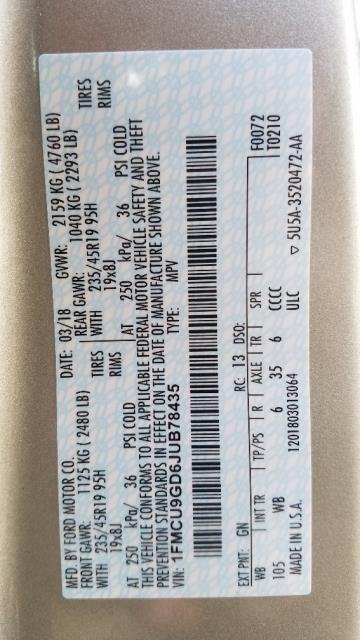 MFD. BY FORD MOTOR CO.
DATE: 03/18 GVWR: 2159 KG ( 4760 LB)
FRONT GAWR: 1125 KG ( 2480 LB) REAR GAWR: 1040 KG ( 2293 LB)
WITH 235/45R19 95H TIRES WITH 235/45R19 95H TIRES
19x8J RIMS 19x8J RIMS
AT 250 kPa/ 36 PSI COLD AT 250 kPa/ 36 PSI COLD
THIS VEHICLE CONFORMS TO ALL APPLICABLE FEDERAL MOTOR VEHICLE SAFETY AND THEFT
PREVENTION STANDARDS IN EFFECT ON THE DATE OF MANUFACTURE SHOWN ABOVE.
VIN: 1FMCU9GD6JUB78435 TYPE: MPV
EXT PNT: GN RC: 13 DSO: F0072
WB INT TR TP/PS R AXLE TR SPR T0210
105 WB 6 35 6 CCCC
MADE IN U.S.A. 1201803013064 ULC ▽ 5U5A-3520472-AA